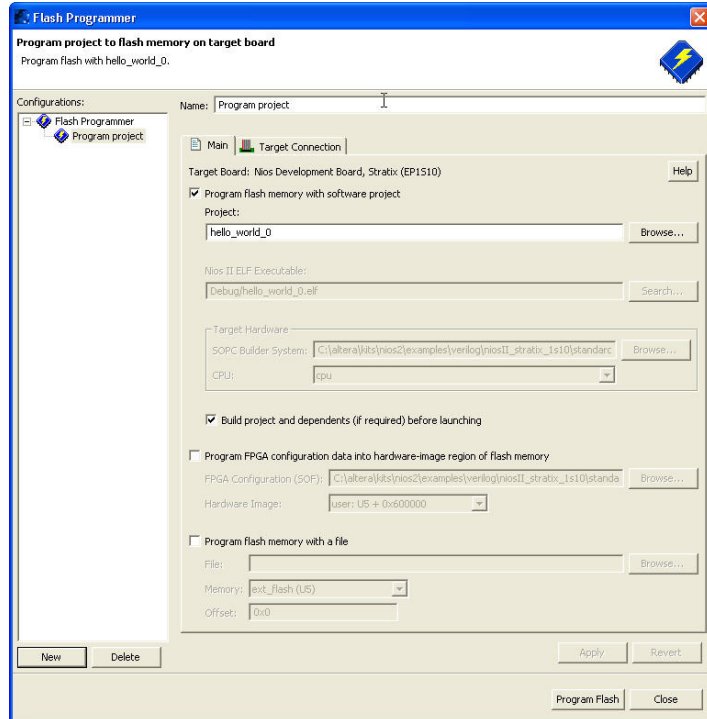 Flash Programmer
Program project to flash memory on target board
Program flash with hello_world_0.
Configurations:
Flash Programmer
Program project
New
Delete
Name: Program project
Main
Target Connection
Target Board: Nios Development Board, Stratix (EP1S10)
Help
Program flash memory with software project
Project:
hello_world_0
Browse...
Nios II ELF Executable:
Debug/hello_world_0.elf
Search...
Target Hardware
SOPC Builder System: C:\altera\kits\nios2\examples\verilog\niosII_stratix_1s10\standarc
Browse...
CPU: cpu
Build project and dependents (if required) before launching
Program FPGA configuration data into hardware-image region of flash memory
FPGA Configuration (SOF): C:\altera\kits\nios2\examples\verilog\niosII_stratix_1s10\standa
Browse...
Hardware Image: user: U5 + 0x600000
Program flash memory with a file
File:
Browse...
Memory: ext_flash (U5)
Offset: 0x0
Apply
Revert
Program Flash
Close